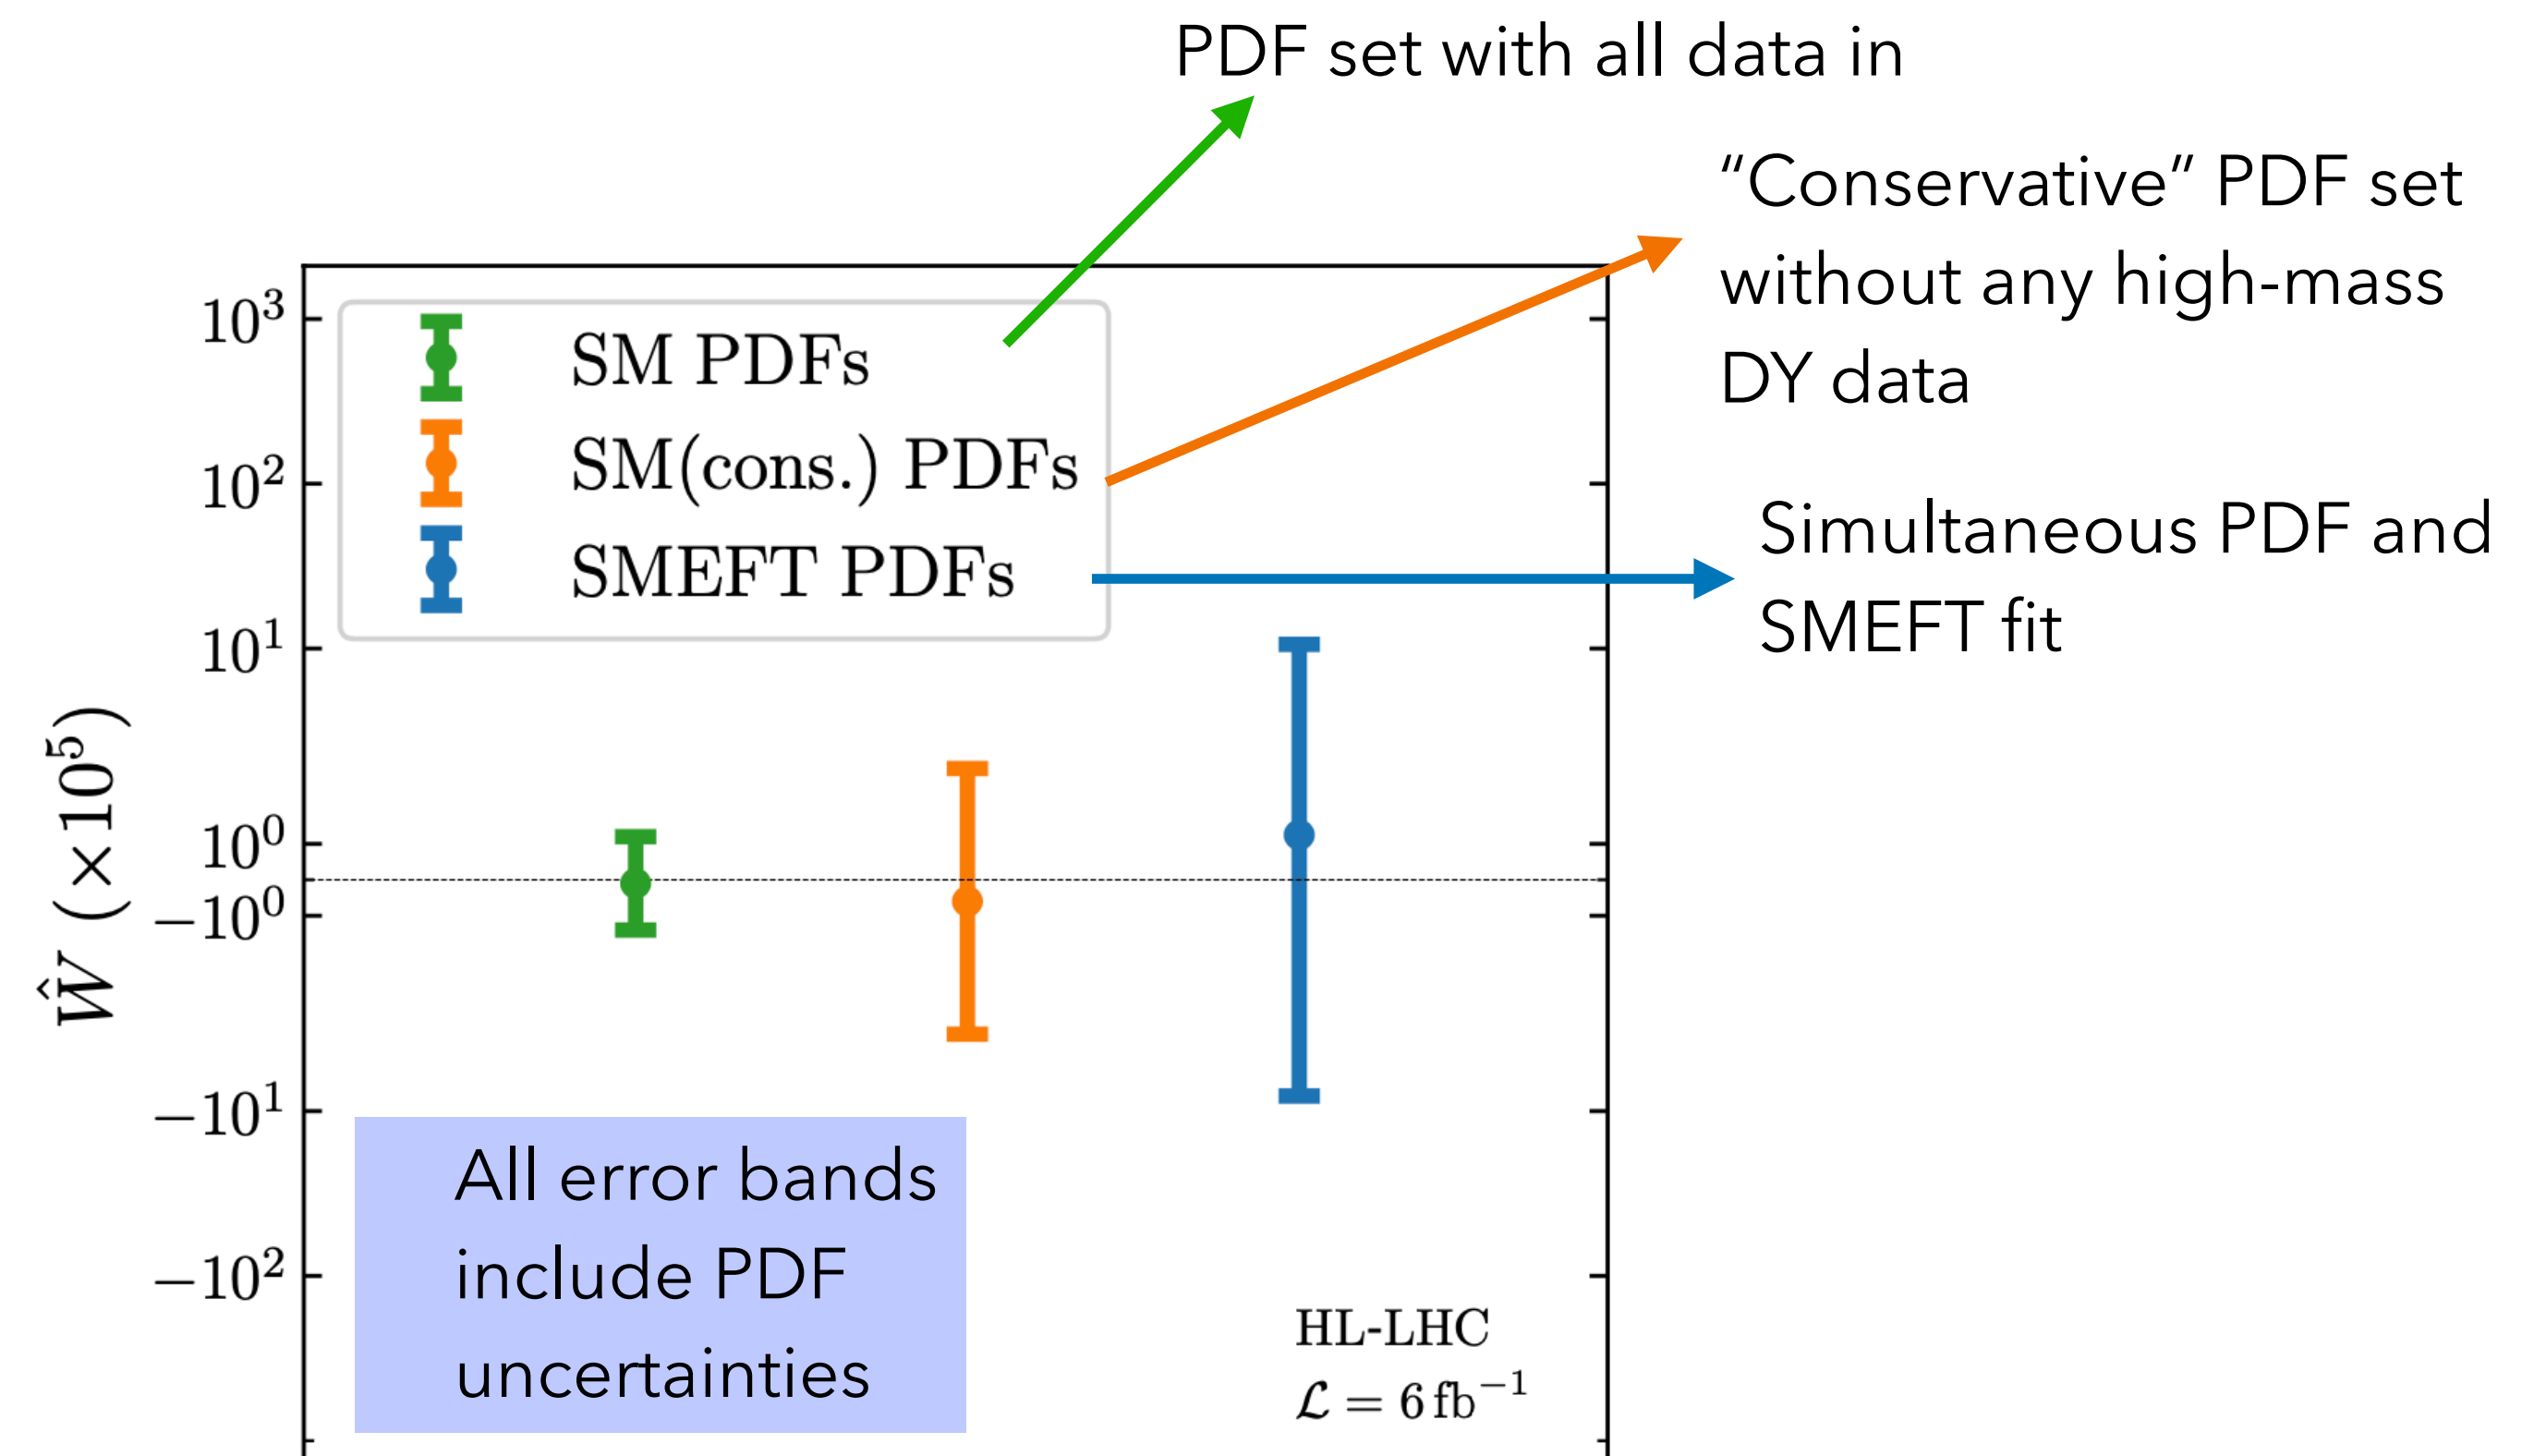 PDF set with all data in
“Conservative” PDF set
without any high-mass
DY data
Simultaneous PDF and
SMEFT fit
SM PDFs
SM(cons.) PDFs
SMEFT PDFs
10³
10²
10¹
10⁰
−10⁰
−10¹
−10²
Ŵ (×10⁵)
All error bands
include PDF
uncertainties
HL-LHC
ℒ = 6 fb⁻¹